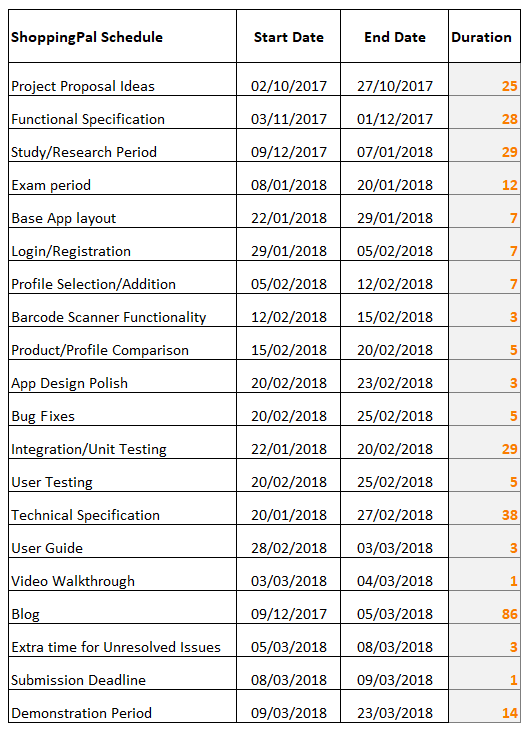 ShoppingPal Schedule Start Date End Date Duration
Project Proposal Ideas 02/10/2017 27/10/2017 25
Functional Specification 03/11/2017 01/12/2017 28
Study/Research Period 09/12/2017 07/01/2018 29
Exam period 08/01/2018 20/01/2018 12
Base App layout 22/01/2018 29/01/2018 7
Login/Registration 29/01/2018 05/02/2018 7
Profile Selection/Addition 05/02/2018 12/02/2018 7
Barcode Scanner Functionality 12/02/2018 15/02/2018 3
Product/Profile Comparison 15/02/2018 20/02/2018 5
App Design Polish 20/02/2018 23/02/2018 3
Bug Fixes 20/02/2018 25/02/2018 5
Integration/Unit Testing 22/01/2018 20/02/2018 29
User Testing 20/02/2018 25/02/2018 5
Technical Specification 20/01/2018 27/02/2018 38
User Guide 28/02/2018 03/03/2018 3
Video Walkthrough 03/03/2018 04/03/2018 1
Blog 09/12/2017 05/03/2018 86
Extra time for Unresolved Issues 05/03/2018 08/03/2018 3
Submission Deadline 08/03/2018 09/03/2018 1
Demonstration Period 09/03/2018 23/03/2018 14